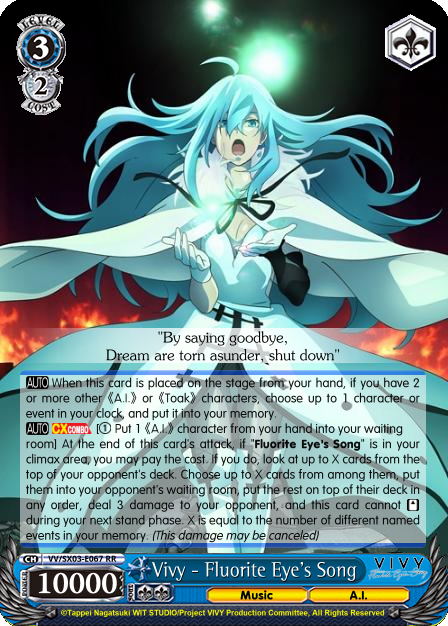 LEVEL
3
2
COST
"By saying goodbye,
Dream are torn asunder, shut down"
AUTO When this card is placed on the stage from your hand, if you have 2
or more other 《A.I.》 or 《Toak》 characters, choose up to 1 character or
event in your clock, and put it into your memory.
AUTO CXCOMBO [① Put 1 《A.I.》 character from your hand into your waiting
room] At the end of this card's attack, if "Fluorite Eye's Song" is in your
climax area, you may pay the cost. If you do, look at up to X cards from the
top of your opponent's deck. Choose up to X cards from among them, put
them into your opponent's waiting room, put the rest on top of their deck in
any order, deal 3 damage to your opponent, and this card cannot
during your next stand phase. X is equal to the number of different named
events in your memory. (This damage may be canceled)
CH VV/SX03-E067 RR
Vivy - Fluorite Eye's Song
VIVY
Fluorite Eye's Song
POWER
10000
SOUL
Music
A.I.
©Tappei Nagatsuki WIT STUDIO/Project VIVY Production Committee, All Rights Reserved